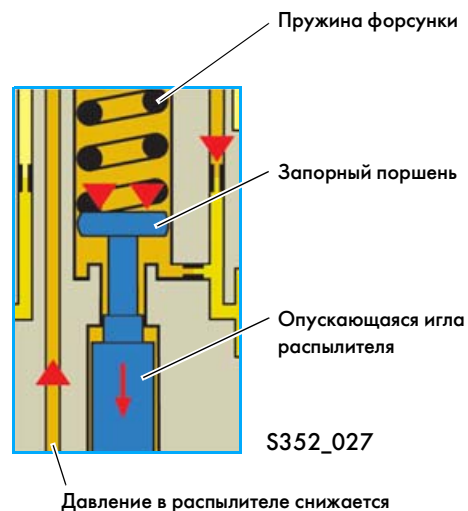 Пружина форсунки
Запорный поршень
Опускающаяся игла
распылителя
S352_027
Давление в распылителе снижается